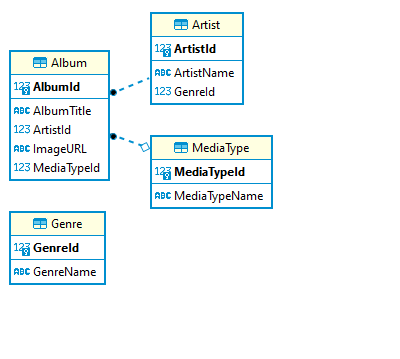 Album
123 AlbumId
ABC AlbumTitle
123 ArtistId
ABC ImageURL
123 MediaTypeId
Artist
123 ArtistId
ABC ArtistName
123 GenreId
MediaType
123 MediaTypeId
ABC MediaTypeName
Genre
123 GenreId
ABC GenreName